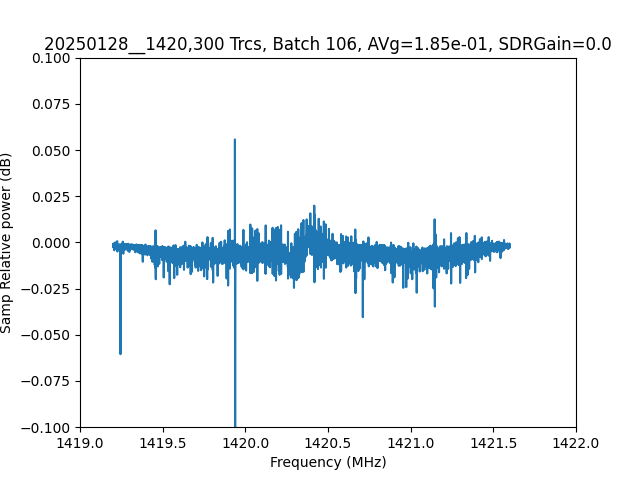 20250128__1420,300 Trcs, Batch 106, AVg=1.85e-01, SDRGain=0.0
0.100
0.075
0.050
0.025
0.000
−0.025
−0.050
−0.075
−0.100
Samp Relative power (dB)
1419.0 1419.5 1420.0 1420.5 1421.0 1421.5 1422.0
Frequency (MHz)